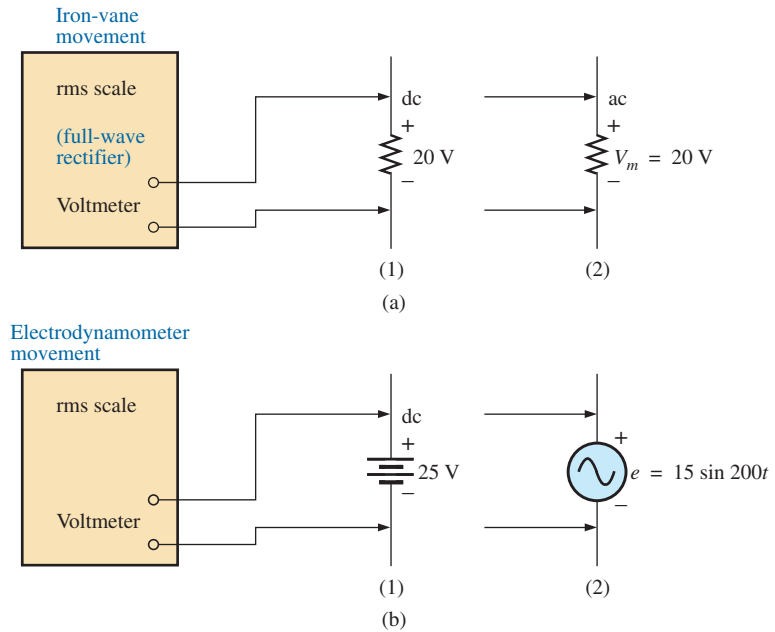 Iron-vane
movement
rms scale
(full-wave
rectifier)
Voltmeter
dc
+
20 V
–
(1)
ac
+
V_m = 20 V
–
(2)
(a)
Electrodynamometer
movement
rms scale
Voltmeter
dc
+
25 V
–
(1)
+
e = 15 sin 200t
–
(2)
(b)